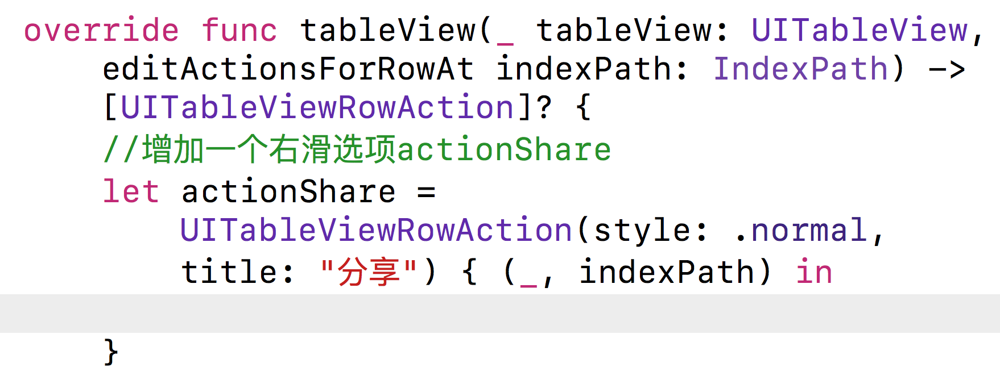 override func tableView(_ tableView: UITableView,
editActionsForRowAt indexPath: IndexPath) ->
[UITableViewRowAction]? {
//增加一个右滑选项actionShare
let actionShare =
UITableViewRowAction(style: .normal,
title: "分享") { (_, indexPath) in
}